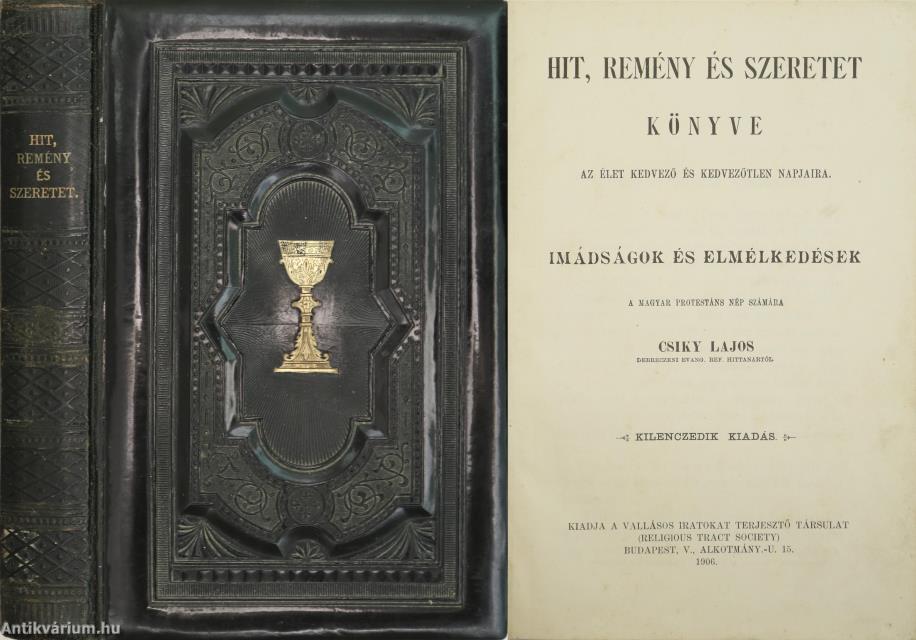 HIT,
REMÉNY
ÉS
SZERETET.
HIT, REMÉNY ÉS SZERETET
KÖNYVE
AZ ÉLET KEDVEZŐ ÉS KEDVEZŐTLEN NAPJAIRA.
IMÁDSÁGOK ÉS ELMÉLKEDÉSEK
A MAGYAR PROTESTÁNS NÉP SZÁMÁRA
CSIKY LAJOS
DEBRECZENI EVANG. REF. HITTANÁRTÓL.
KILENCZEDIK KIADÁS.
KIADJA A VALLÁSOS IRATOKAT TERJESZTŐ TÁRSULAT
(RELIGIOUS TRACT SOCIETY)
BUDAPEST, V., ALKOTMÁNY.-U. 15.
1906.
Antikvárium.hu